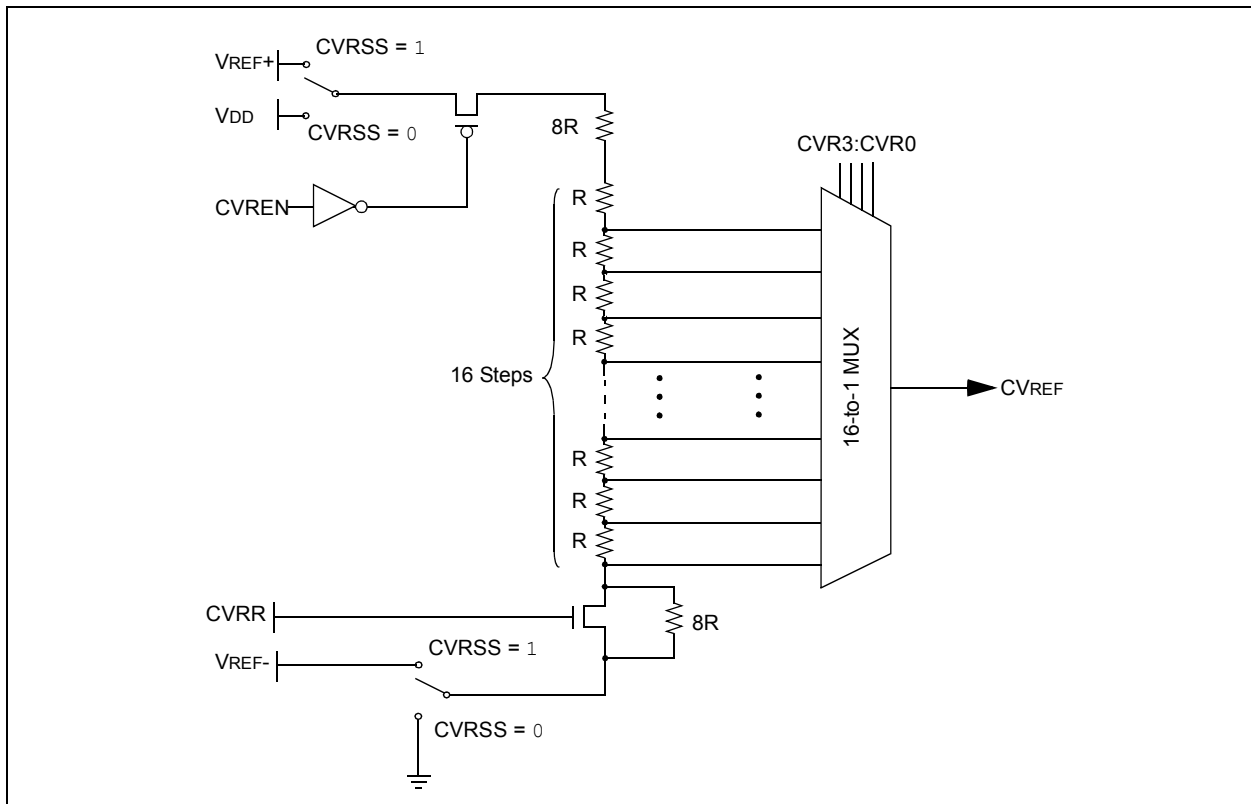 CVRSS = 1
VREF+
VDD
CVRSS = 0
8R
CVREN
CVR3:CVR0
R
R
R
R
16 Steps
16-to-1 MUX
CVREF
R
R
R
CVRR
8R
VREF-
CVRSS = 1
CVRSS = 0